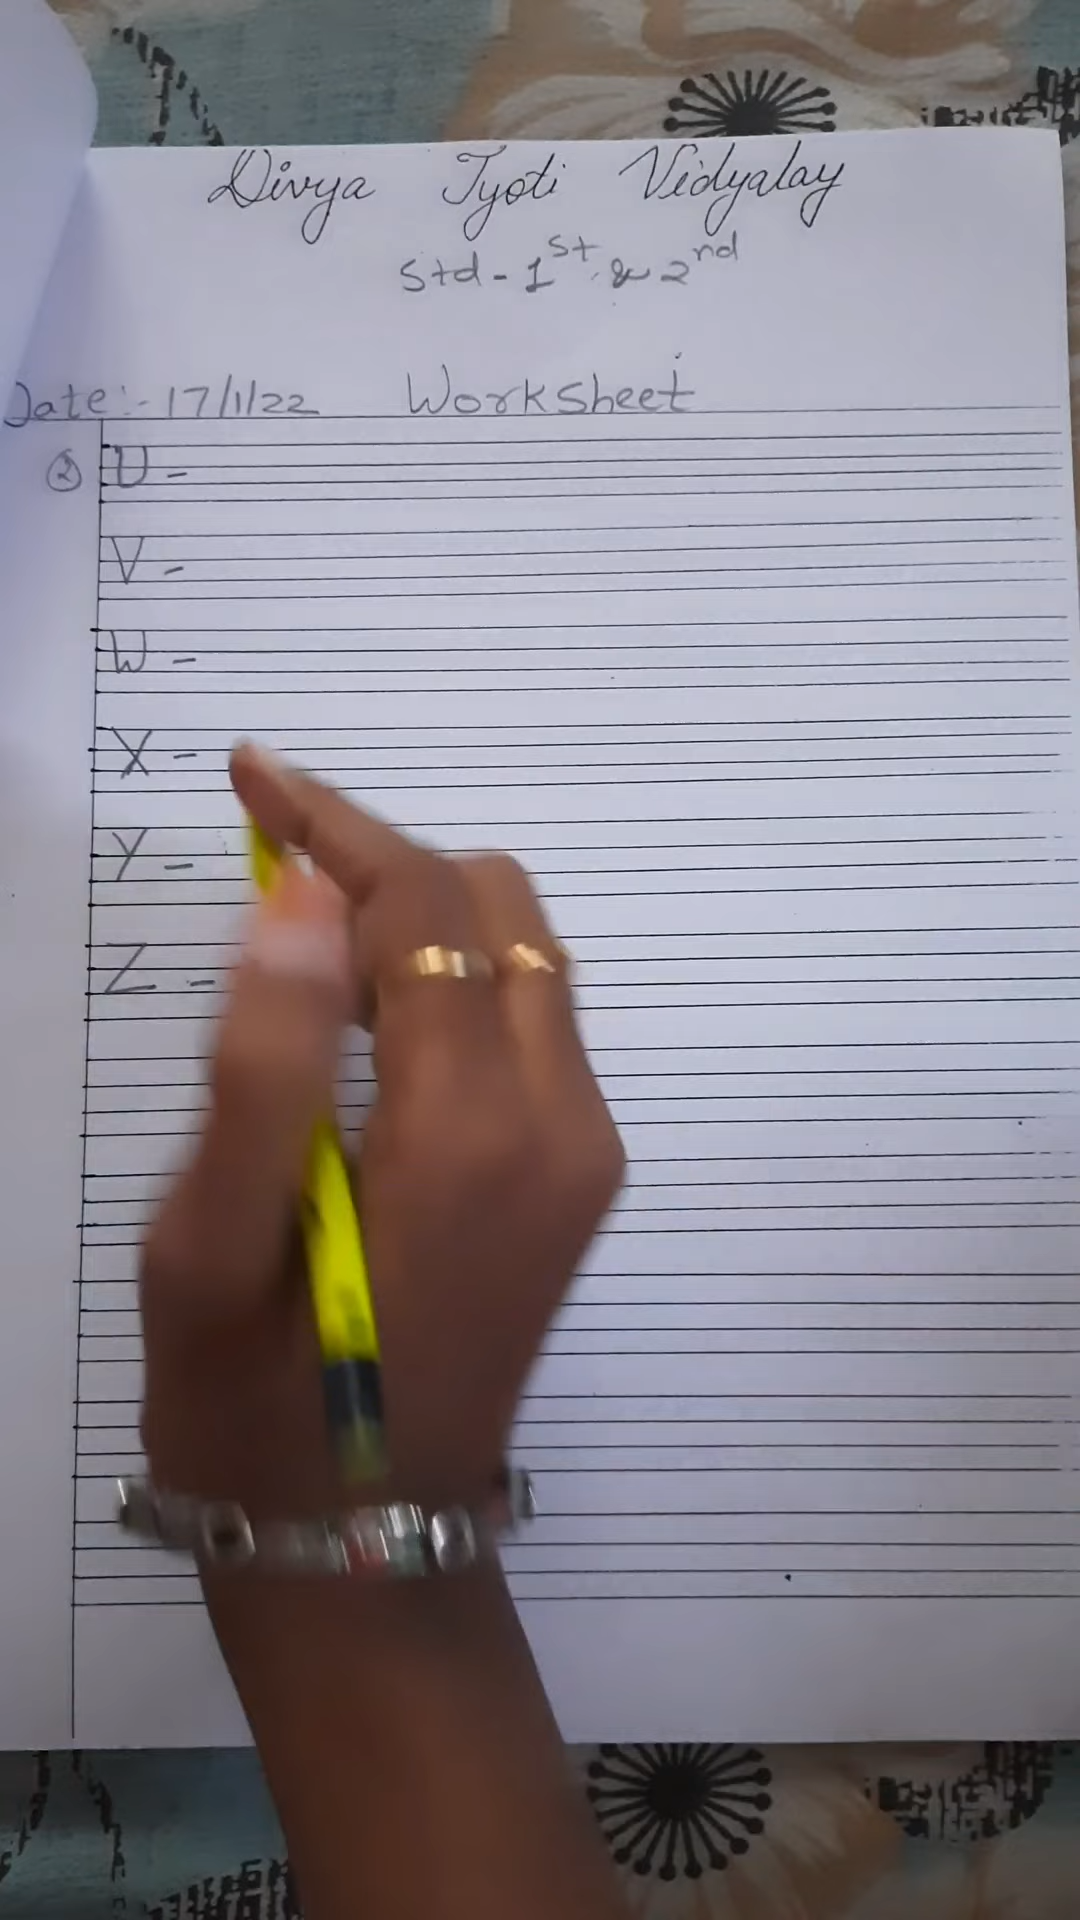 Divya Jyoti Vidyalay
Std - 1st & 2nd
Date :- 17/1/22 Worksheet
② U -
V -
W -
X -
Y -
Z -